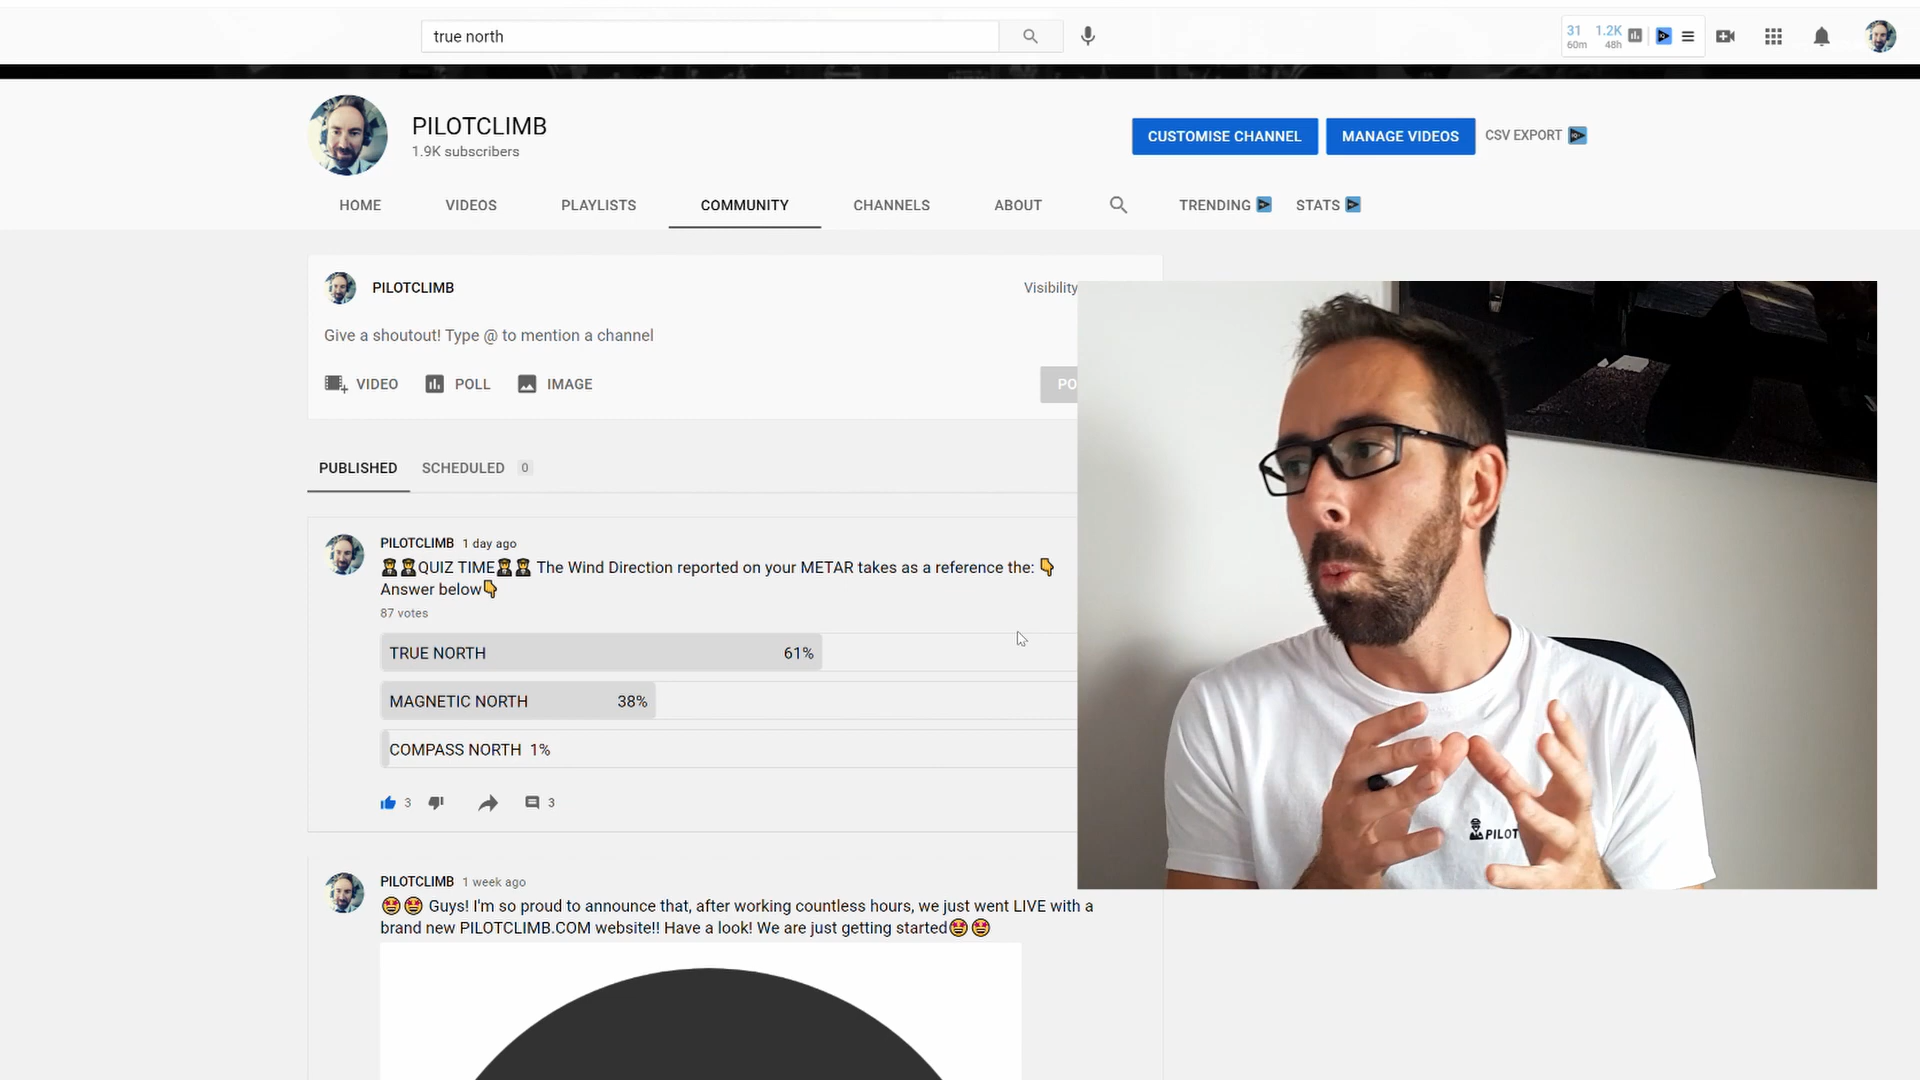 true north
31 1.2K
60m 48h
PILOTCLIMB
1.9K subscribers
CUSTOMISE CHANNEL
MANAGE VIDEOS
CSV EXPORT
HOME VIDEOS PLAYLISTS COMMUNITY CHANNELS ABOUT TRENDING STATS
PILOTCLIMB
Visibility
Give a shoutout! Type @ to mention a channel
VIDEO POLL IMAGE
PO
PUBLISHED SCHEDULED 0
PILOTCLIMB 1 day ago
👨‍✈️👨‍✈️QUIZ TIME👨‍✈️👨‍✈️ The Wind Direction reported on your METAR takes as a reference the: 👇
Answer below👇
87 votes
TRUE NORTH 61%
MAGNETIC NORTH 38%
COMPASS NORTH 1%
3 3
PILOT
PILOTCLIMB 1 week ago
🤩🤩 Guys! I'm so proud to announce that, after working countless hours, we just went LIVE with a
brand new PILOTCLIMB.COM website!! Have a look! We are just getting started🤩🤩